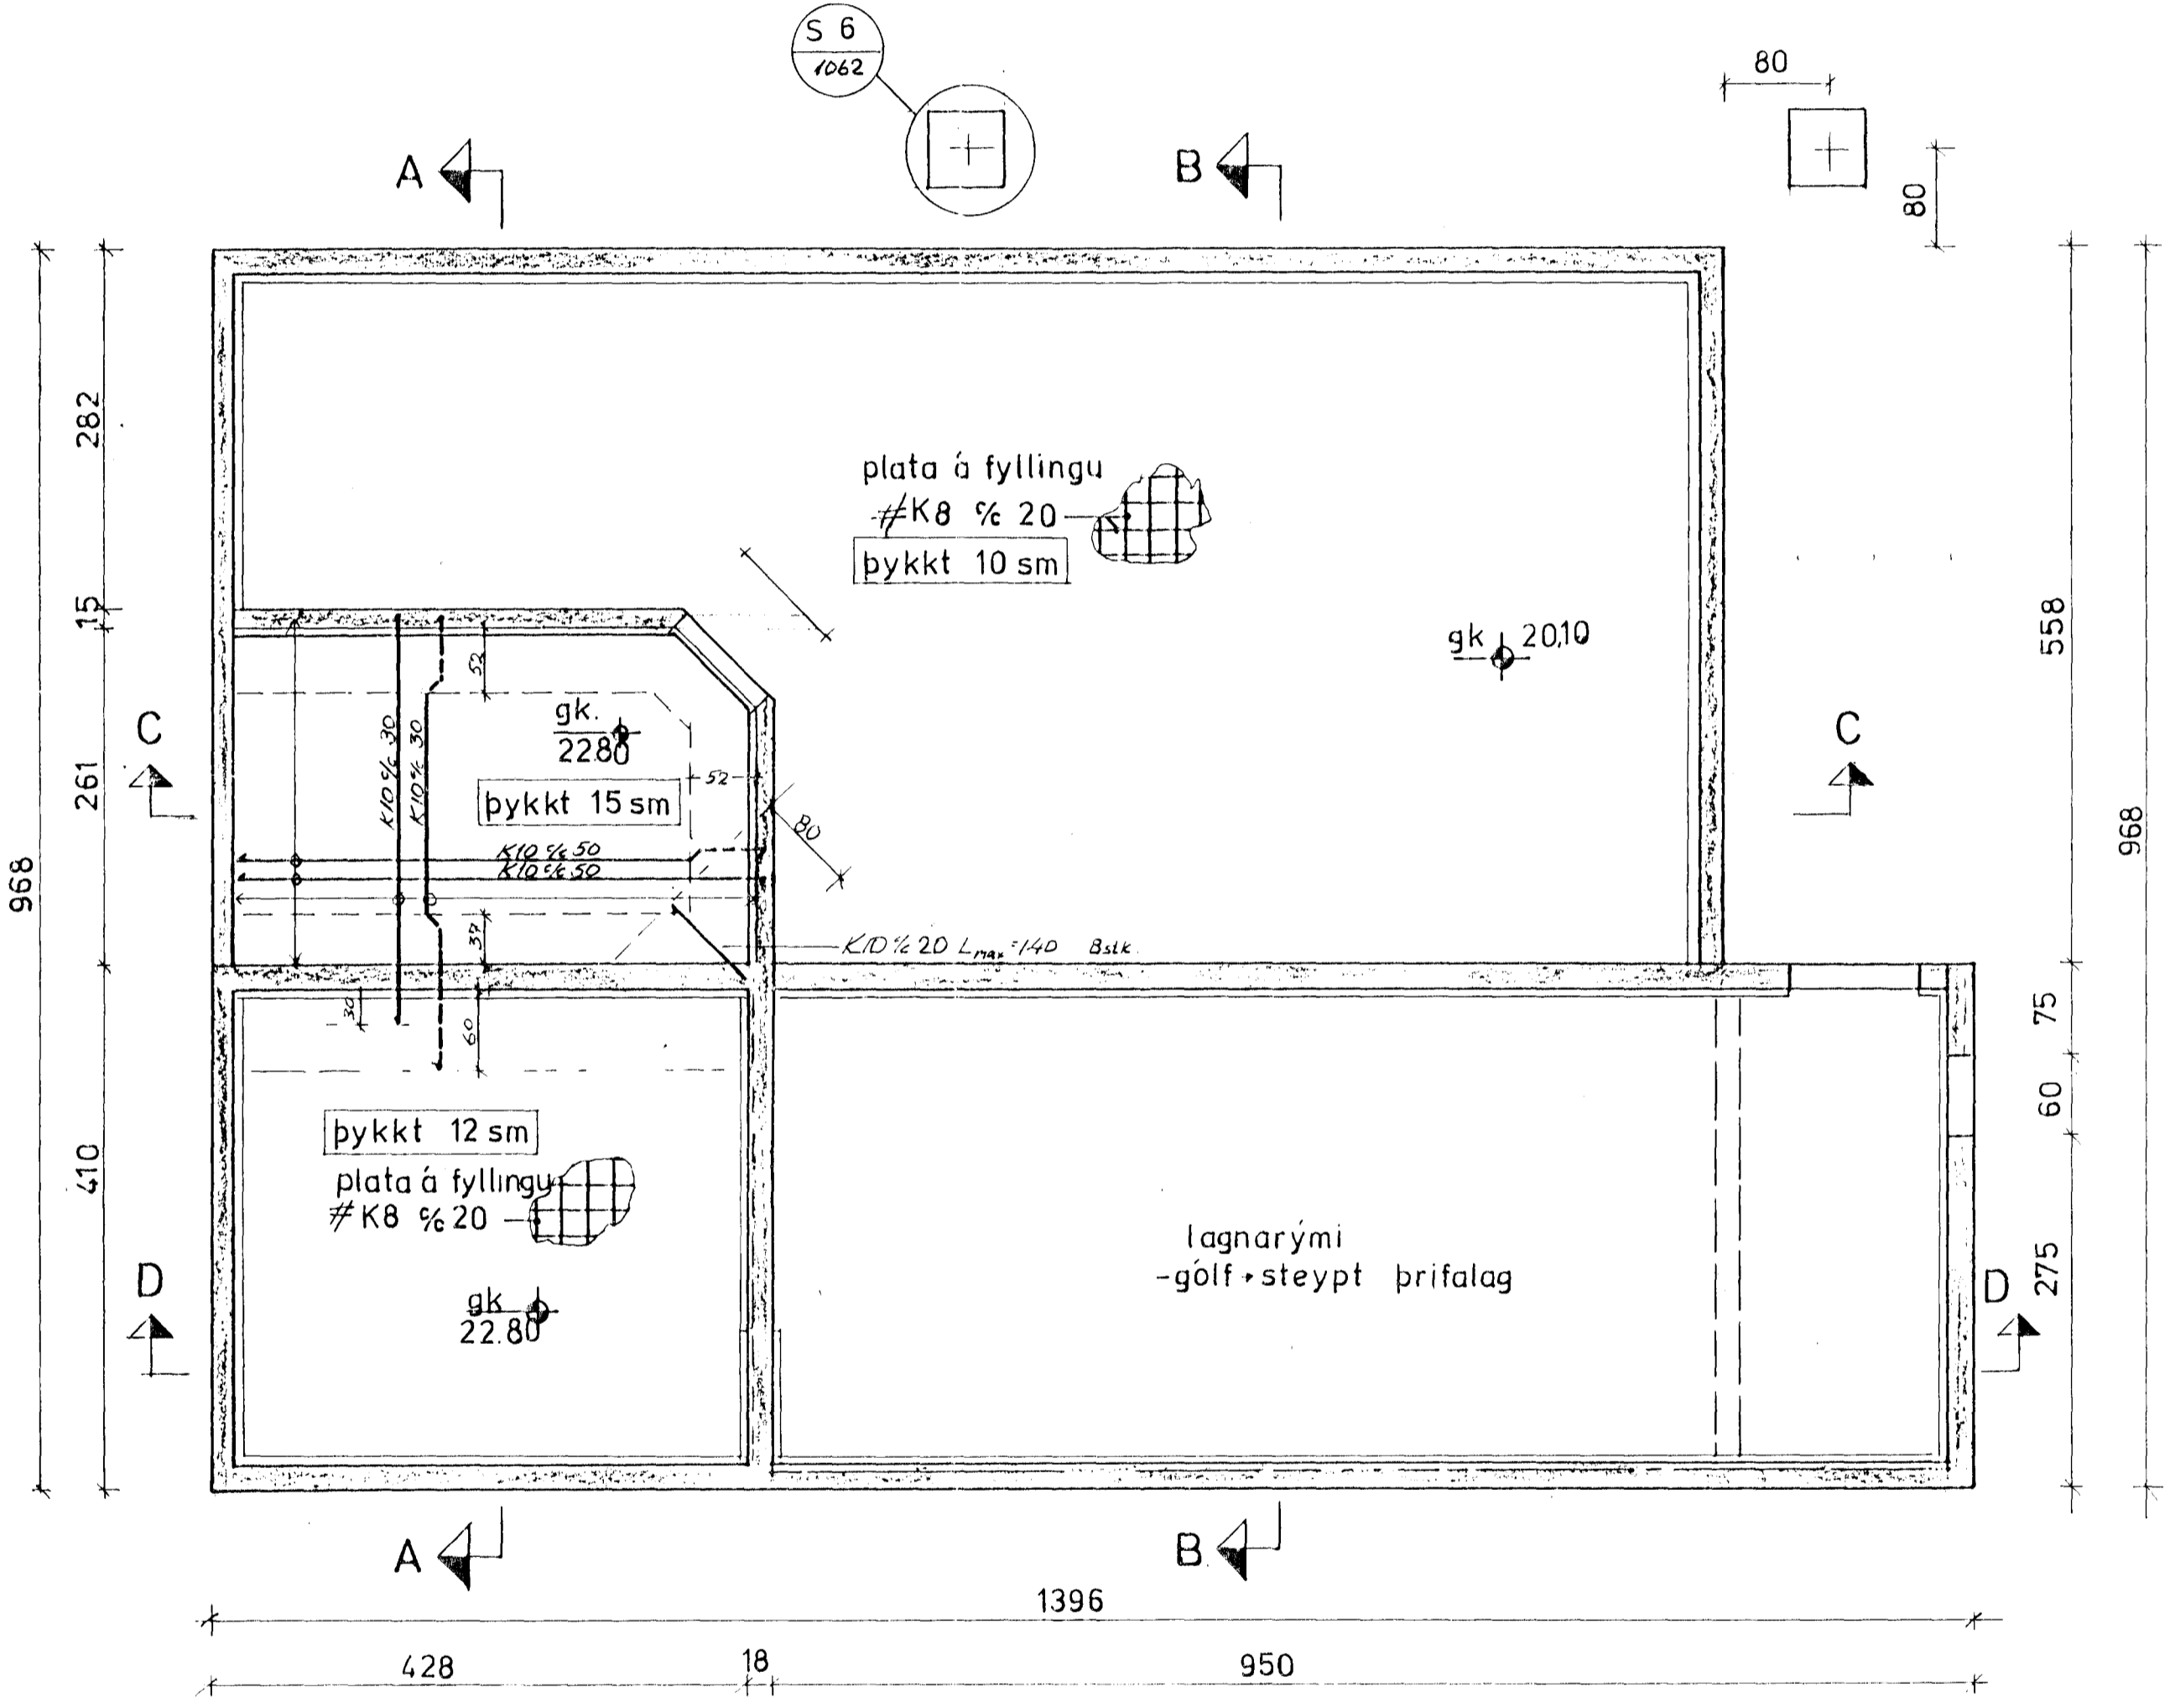 S 6
1062
80
80
A
B
282
15
261
410
968
plata á fyllingu
#K8 c/c 20
þykkt 10 sm
gk 20,10
558
968
75
60
275
52
K10 c/c 30
K10 c/c 30
gk.
22.80
52
þykkt 15 sm
80
K10 c/c 50
K10 c/c 50
37
K10 c/c 20 Lmax=140 8stk.
30
60
C
C
þykkt 12 sm
plata á fyllingu
#K8 c/c 20
gk
22.80
lagnarými
-gólf steypt þrifalag
D
D
A
B
1396
428
18
950